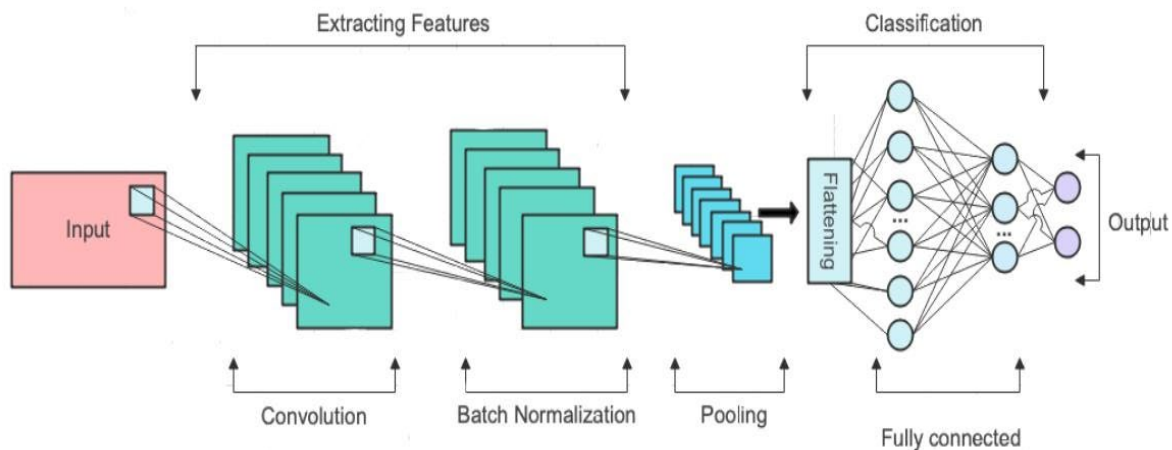 Extracting Features
Classification
Input
Flattening
...
...
Output
Convolution
Batch Normalization
Pooling
Fully connected